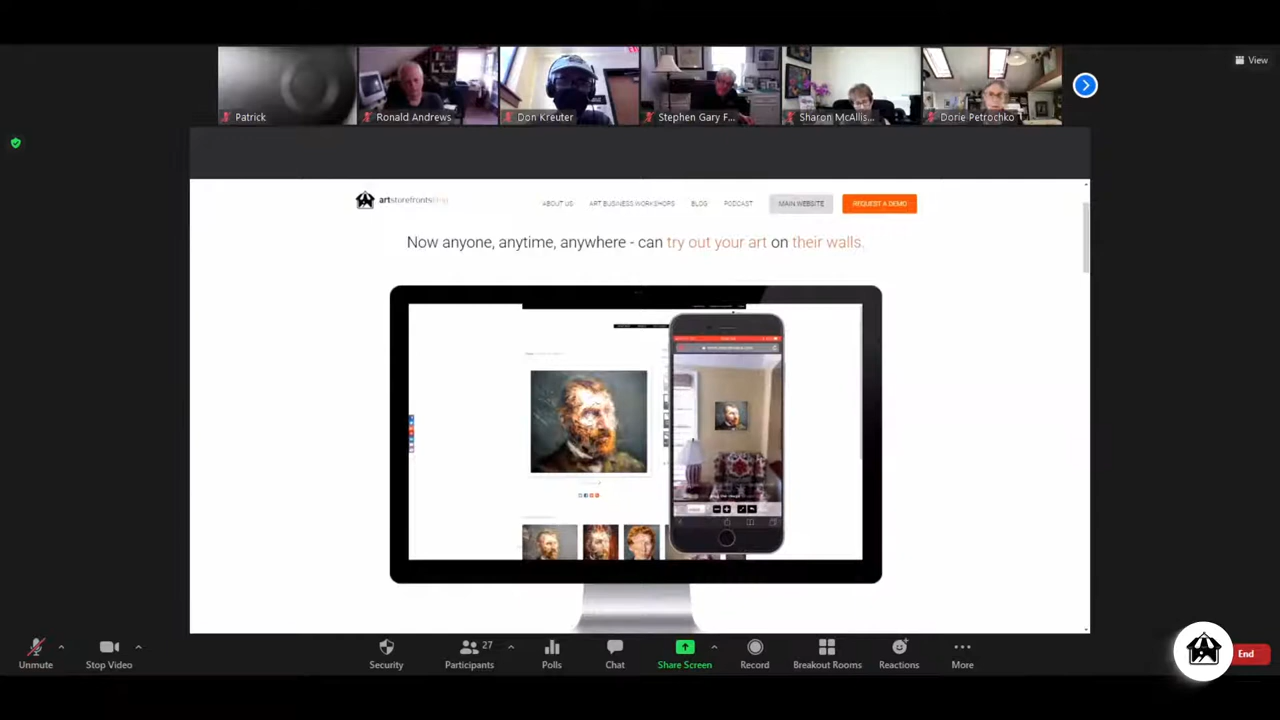 View
Patrick
Ronald Andrews
Don Kreuter
Stephen Gary F...
Sharon McAllis...
Dorie Petrochko
artstorefronts
ABOUT US
ART BUSINESS WORKSHOPS
BLOG
PODCAST
MAIN WEBSITE
REQUEST A DEMO
Now anyone, anytime, anywhere - can try out your art on their walls.
27
Unmute
Stop Video
Security
Participants
Polls
Chat
Share Screen
Record
Breakout Rooms
Reactions
More
End